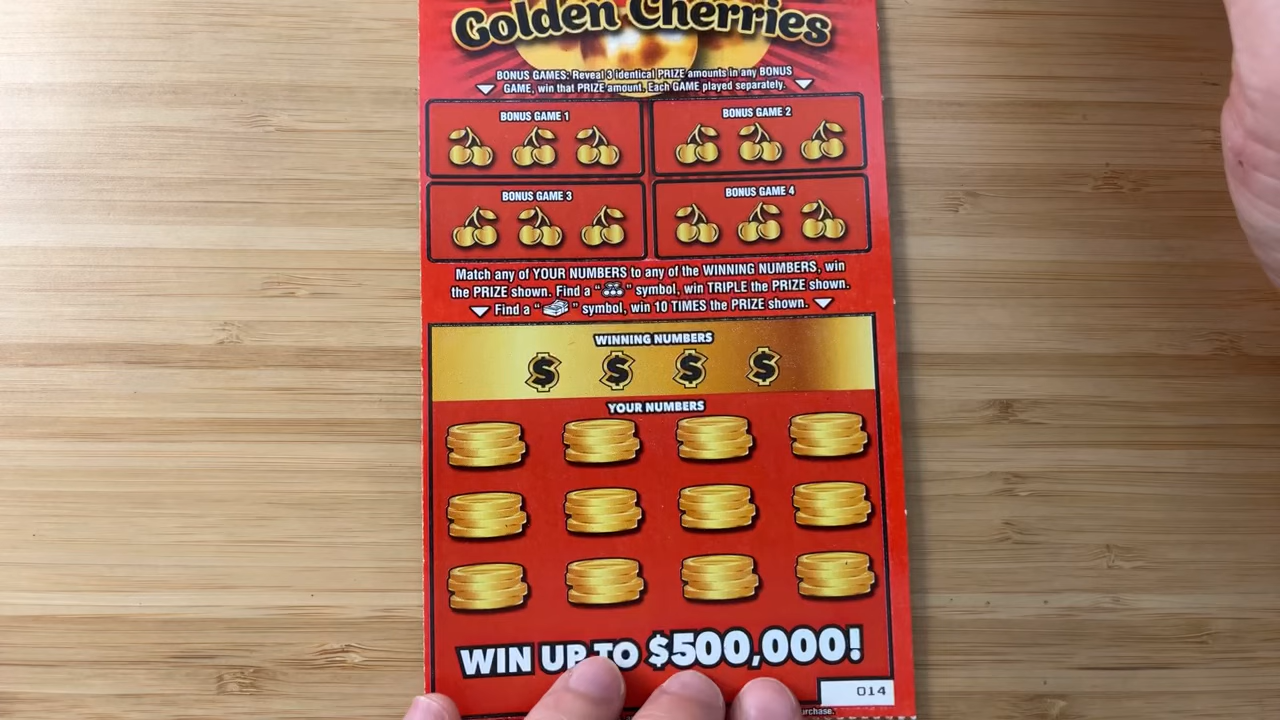 Golden Cherries
BONUS GAMES: Reveal 3 identical PRIZE amounts in any BONUS
GAME, win that PRIZE amount. Each GAME played separately.
BONUS GAME 1
BONUS GAME 2
BONUS GAME 3
BONUS GAME 4
Match any of YOUR NUMBERS to any of the WINNING NUMBERS, win
the PRIZE shown. Find a " " symbol, win TRIPLE the PRIZE shown.
Find a " " symbol, win 10 TIMES the PRIZE shown.
WINNING NUMBERS
$ $ $ $
YOUR NUMBERS
WIN UP TO $500,000!
014